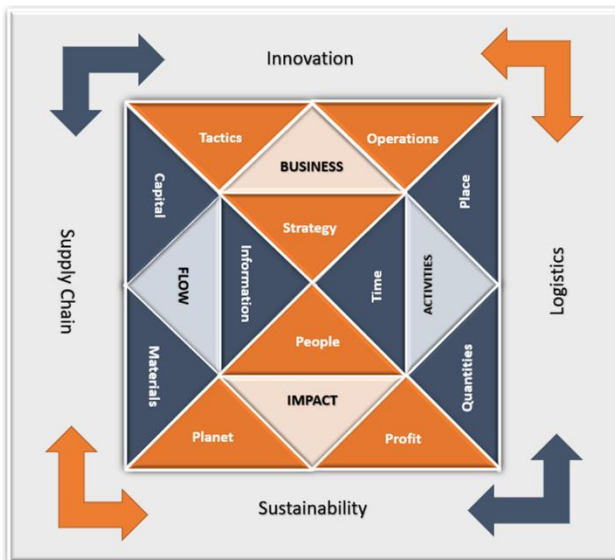 Innovation
Tactics
Operations
BUSINESS
Capital
Place
Strategy
Supply Chain
FLOW
Information
Time
ACTIVITIES
Logistics
People
Materials
Quantities
IMPACT
Planet
Profit
Sustainability